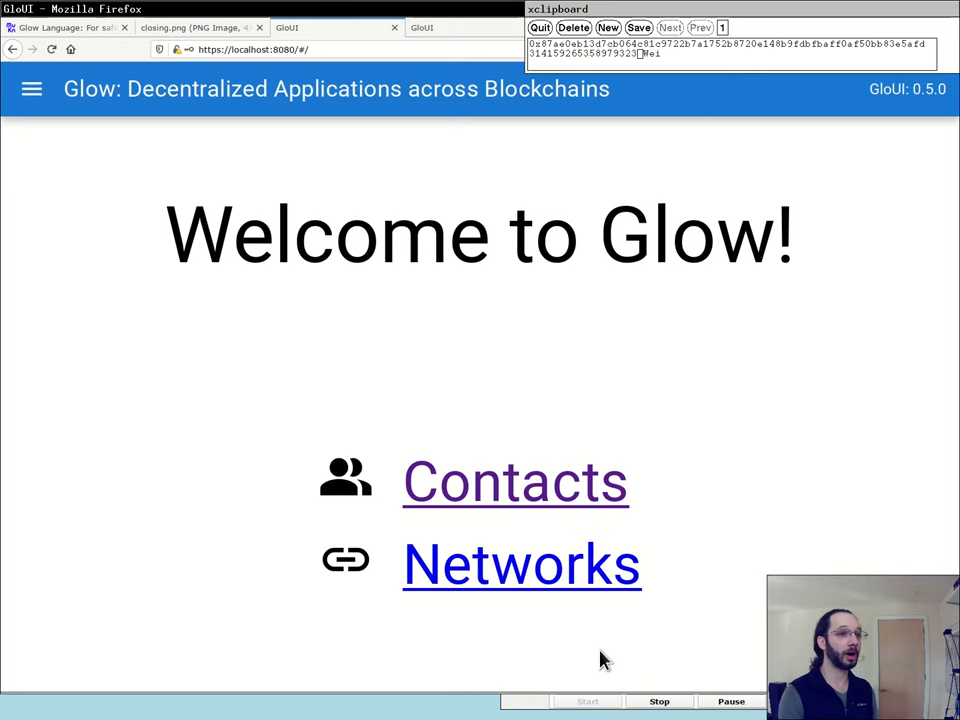 GloUI - Mozilla Firefox
xclipboard
Glow Language: For saf
closing.png (PNG Image, 4
GloUI
GloUI
Quit Delete New Save Next Prev 1
https://localhost:8080/#/
0x87ae0eb13d7cb064c81c9722b7a1752b8720e148b9fdbfbaff0af50bb83e5afd
314159265358979323 Wei
Glow: Decentralized Applications across Blockchains
GloUI: 0.5.0
Welcome to Glow!
Contacts
Networks
Start Stop Pause